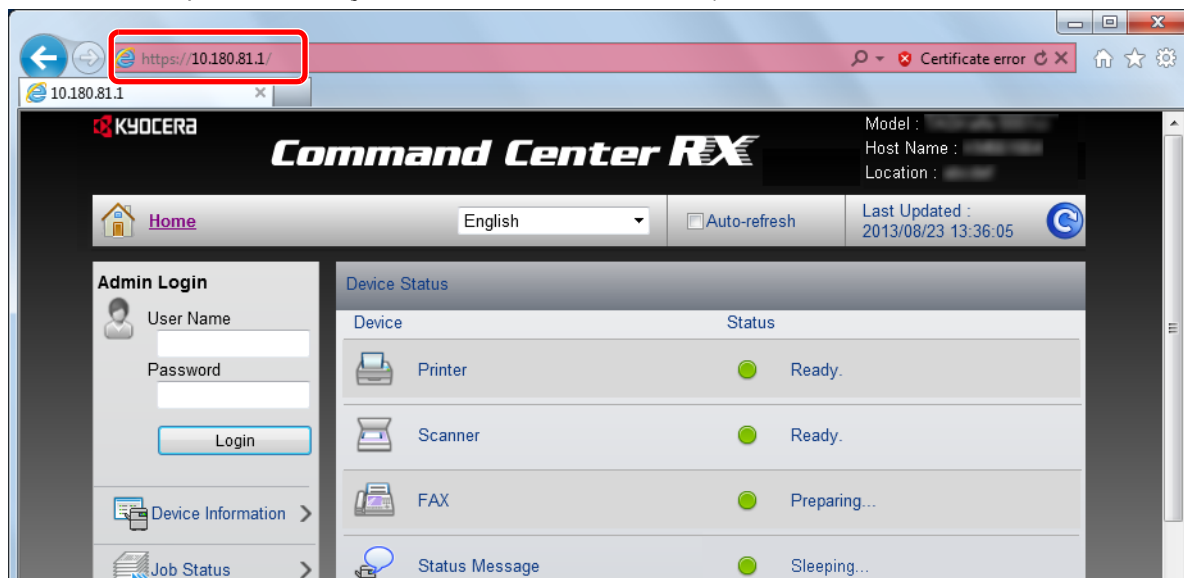 https://10.180.81.1/
Certificate error
10.180.81.1
KYOCERA
Command Center RX
Model :
Host Name :
Location :
Home
English
Auto-refresh
Last Updated :
2013/08/23 13:36:05
Admin Login
User Name
Password
Login
Device Information
Job Status
Device Status
Device Status
Printer Ready.
Scanner Ready.
FAX Preparing...
Status Message Sleeping...